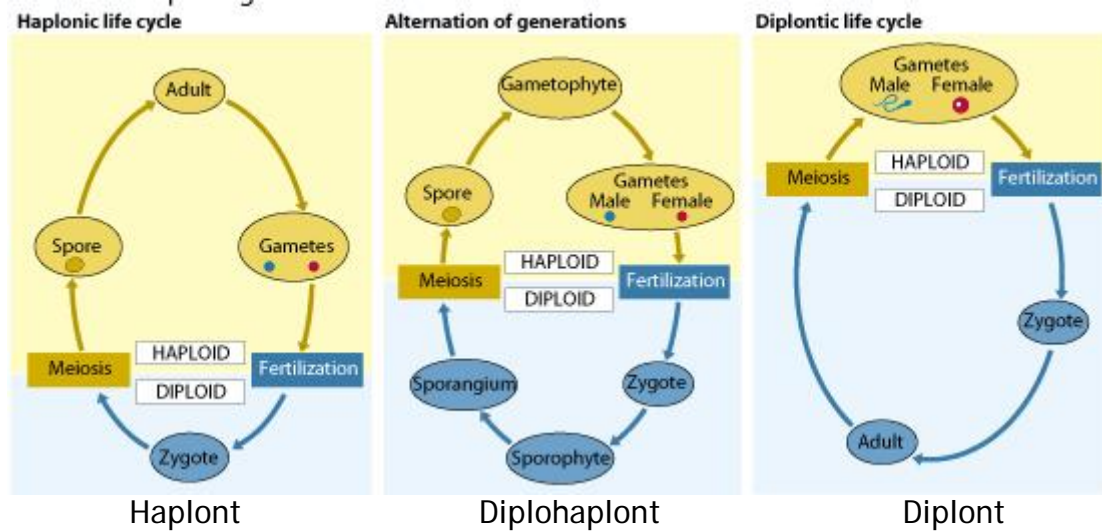 Haplonic life cycle
Adult
Spore
Gametes
Meiosis
HAPLOID
DIPLOID
Fertilization
Zygote
Haplont
Alternation of generations
Gametophyte
Spore
Gametes
Male Female
Meiosis
HAPLOID
DIPLOID
Fertilization
Sporangium
Zygote
Sporophyte
Diplohaplont
Diplontic life cycle
Gametes
Male Female
Meiosis
HAPLOID
DIPLOID
Fertilization
Zygote
Adult
Diplont